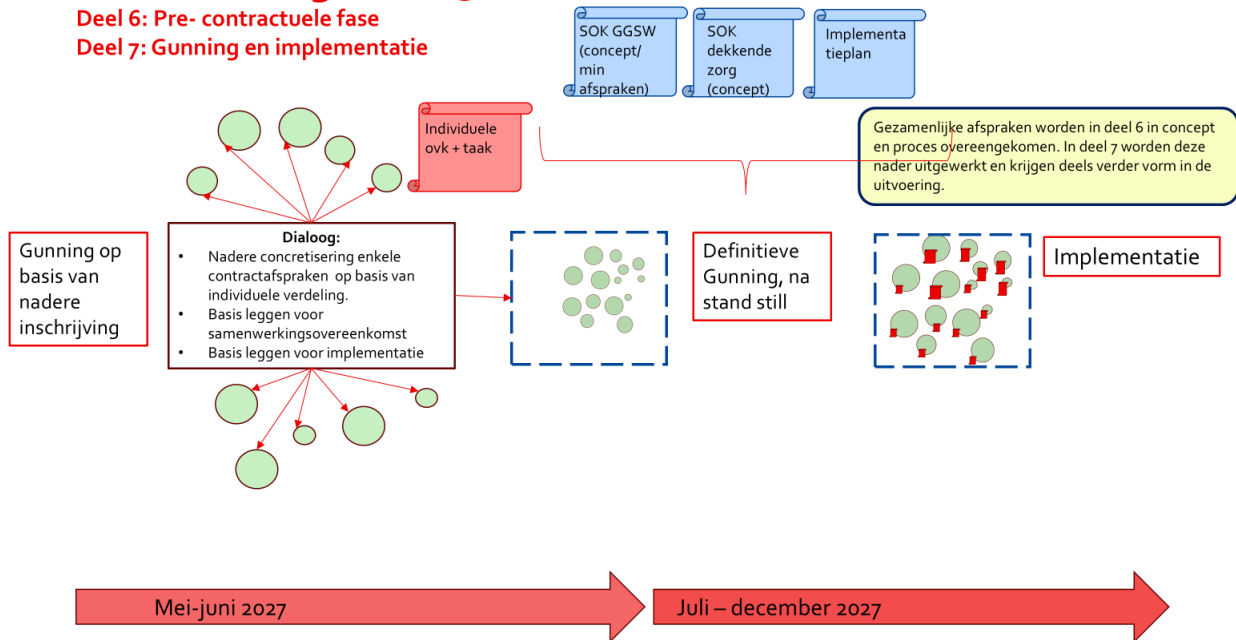 Deel 6: Pre- contractuele fase
Deel 7: Gunning en implementatie
SOK GGSW
(concept/
min
afspraken)
SOK
dekkende
zorg
(concept)
Implementa
tieplan
Individuele
ovk + taak
Gezamenlijke afspraken worden in deel 6 in concept
en proces overeengekomen. In deel 7 worden deze
nader uitgewerkt en krijgen deels verder vorm in de
uitvoering.
Gunning op
basis van
nadere
inschrijving
Dialoog:
• Nadere concretisering enkele
contractafspraken op basis van
individuele verdeling.
• Basis leggen voor
samenwerkingsovereenkomst
• Basis leggen voor implementatie
Definitieve
Gunning, na
stand still
Implementatie
Mei-juni 2027
Juli – december 2027